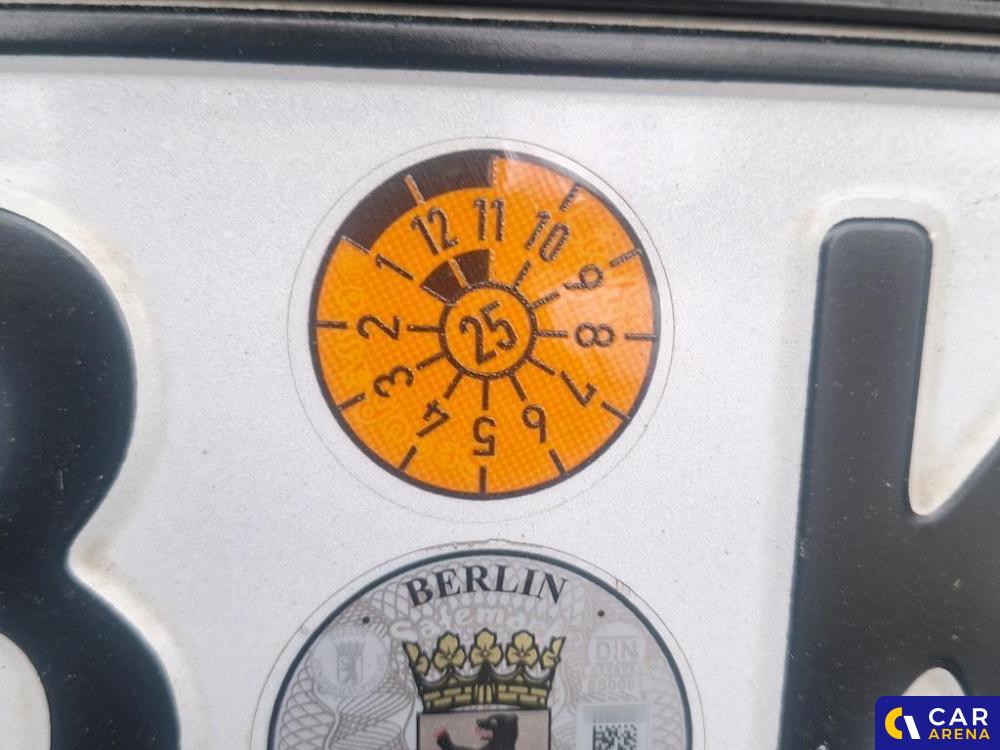 12 11 10
1 9
2 25 8
3 7
4 5 6
BERLIN
DIN
B
K
CAR
ARENA